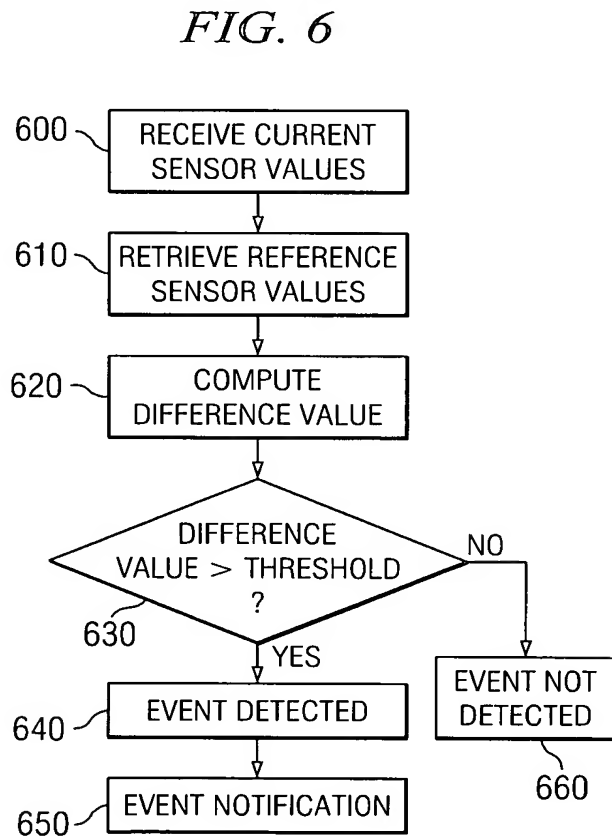 FIG. 6
600
RECEIVE CURRENT
SENSOR VALUES
610
RETRIEVE REFERENCE
SENSOR VALUES
620
COMPUTE
DIFFERENCE VALUE
DIFFERENCE
VALUE > THRESHOLD
?
630
NO
YES
640
EVENT DETECTED
EVENT NOT
DETECTED
660
650
EVENT NOTIFICATION